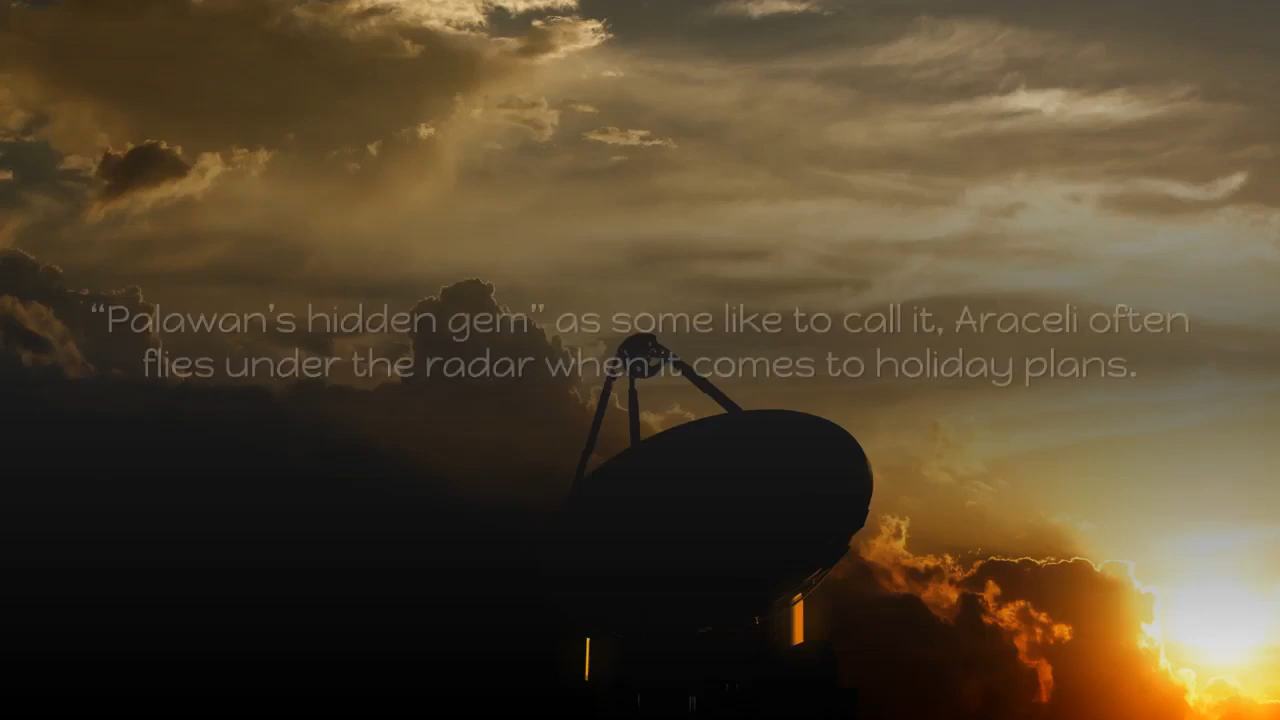 “Palawan's hidden gem” as some like to call it, Araceli often
flies under the radar when it comes to holiday plans.